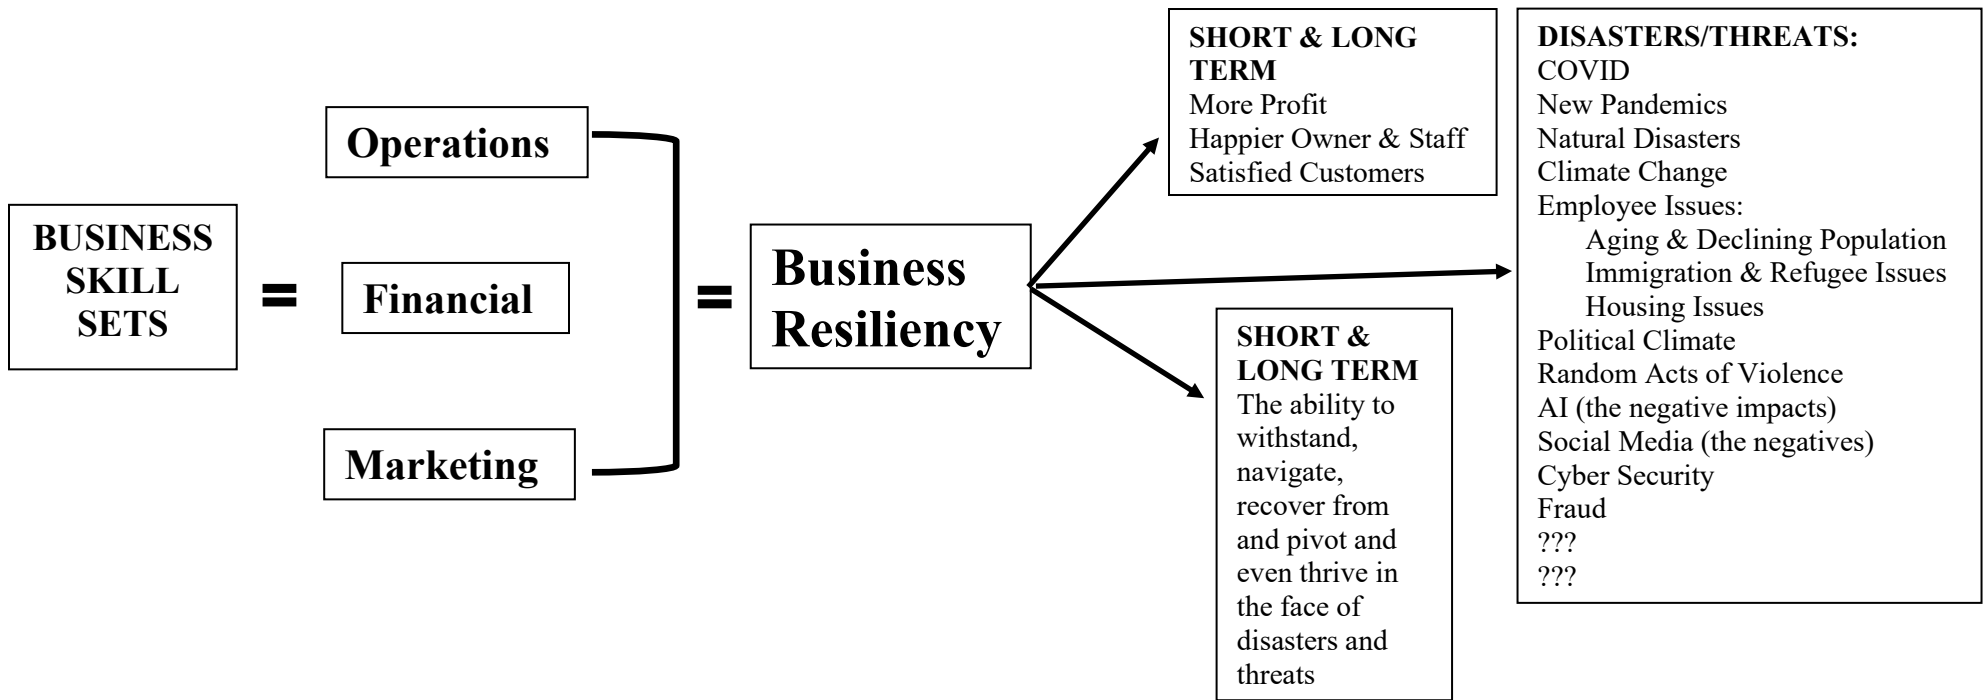 BUSINESS
SKILL
SETS
=
Operations
Financial
Marketing
=
Business
Resiliency
SHORT & LONG
TERM
More Profit
Happier Owner & Staff
Satisfied Customers
SHORT &
LONG TERM
The ability to
withstand,
navigate,
recover from
and pivot and
even thrive in
the face of
disasters and
threats
DISASTERS/THREATS:
COVID
New Pandemics
Natural Disasters
Climate Change
Employee Issues:
Aging & Declining Population
Immigration & Refugee Issues
Housing Issues
Political Climate
Random Acts of Violence
AI (the negative impacts)
Social Media (the negatives)
Cyber Security
Fraud
???
???